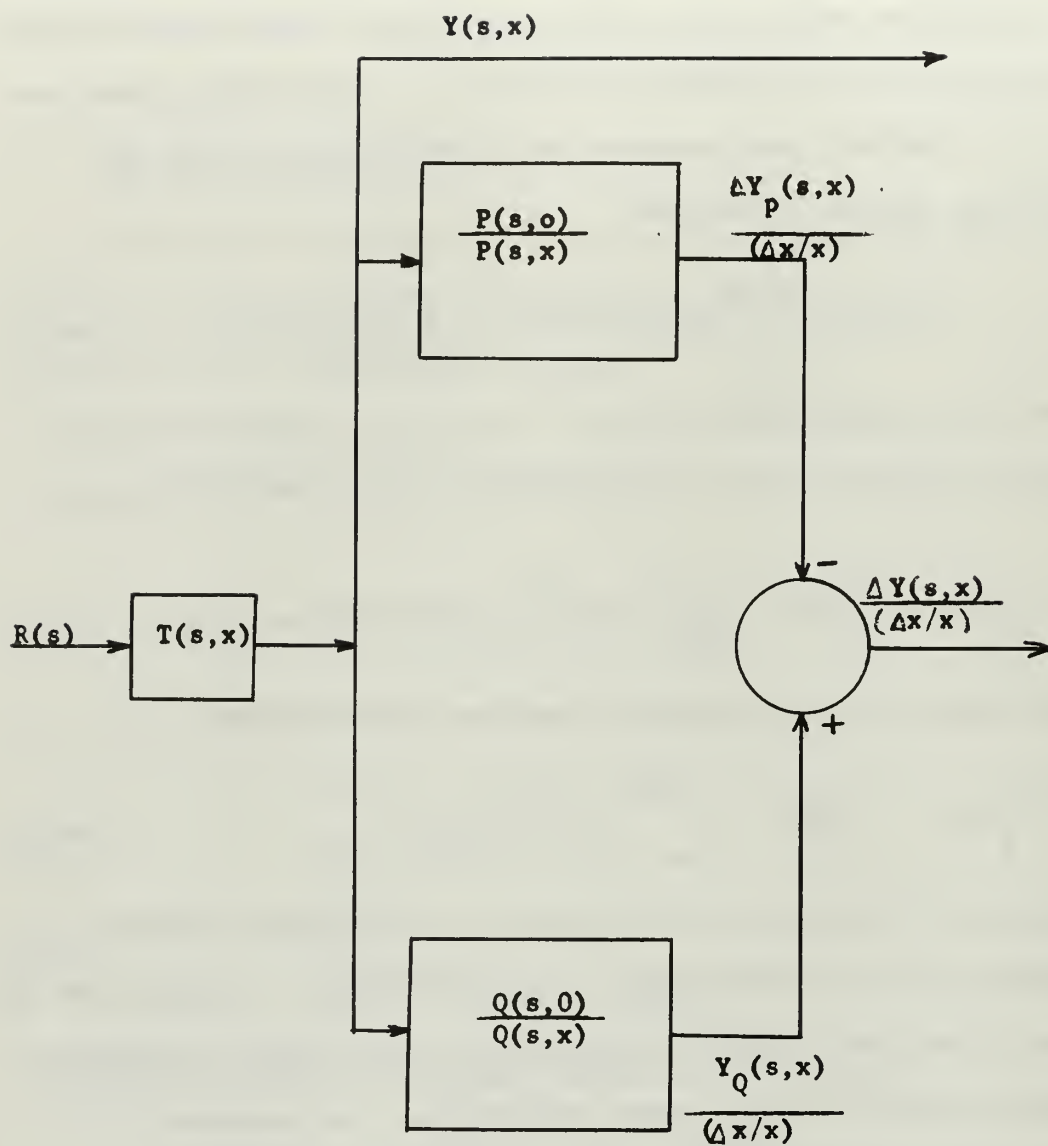 Y(s,x)
P(s,o)
P(s,x)
ΔY_p(s,x)
(Δx/x)
-
R(s)
T(s,x)
ΔY(s,x)
(Δx/x)
+
Q(s,0)
Q(s,x)
Y_Q(s,x)
(Δx/x)